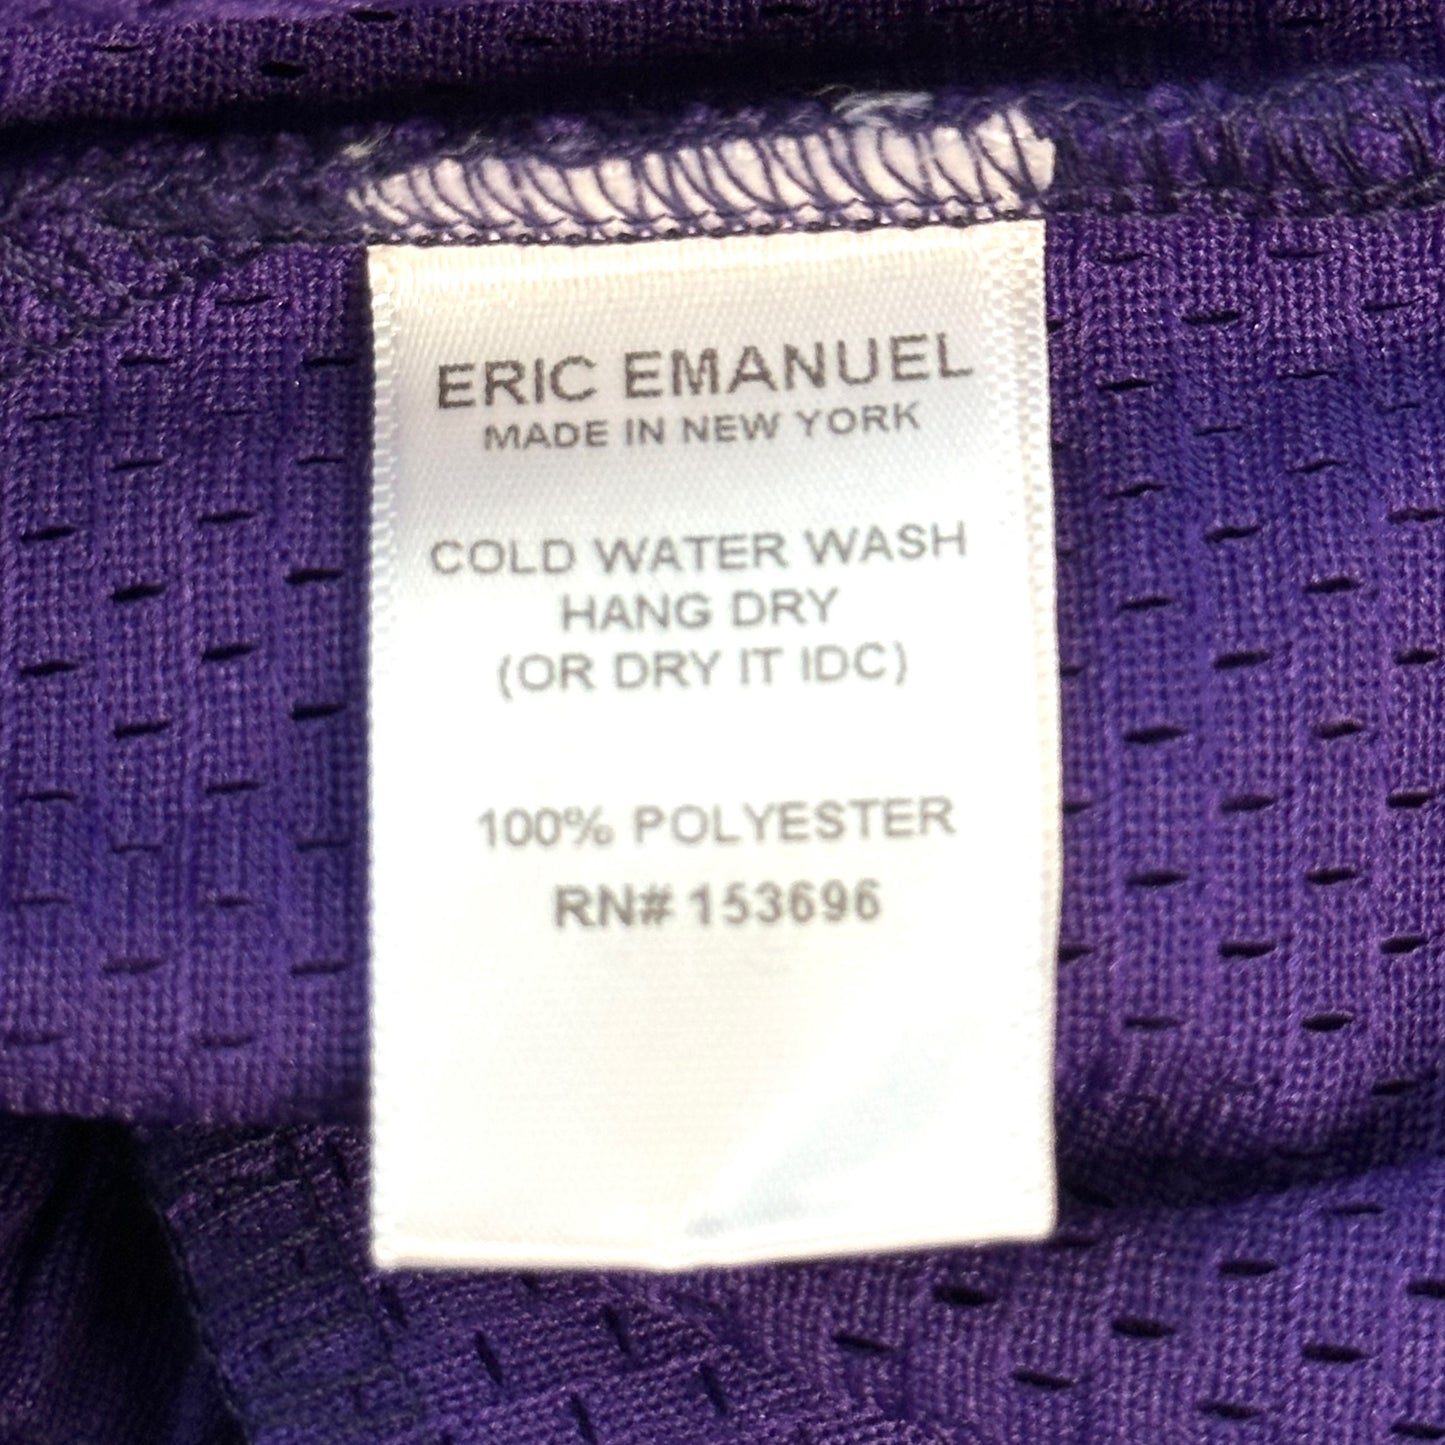 ERIC EMANUEL
MADE IN NEW YORK
COLD WATER WASH
HANG DRY
(OR DRY IT IDC)
100% POLYESTER
RN# 153696